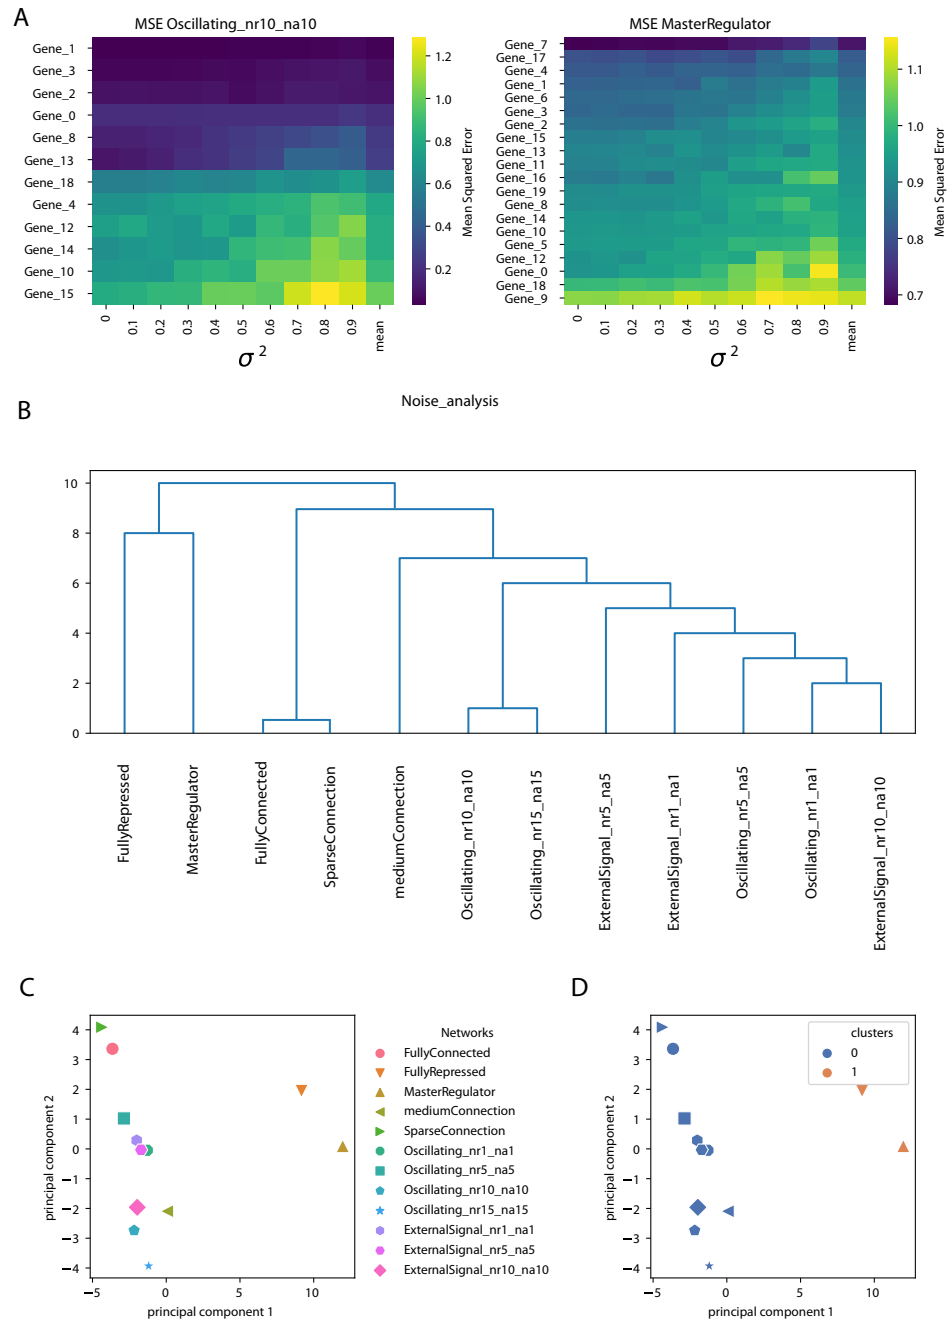 A
MSE Oscillating_nr10_na10
Gene_1
Gene_3
Gene_2
Gene_0
Gene_8
Gene_13
Gene_18
Gene_4
Gene_12
Gene_14
Gene_10
Gene_15
0 0.1 0.2 0.3 0.4 0.5 0.6 0.7 0.8 0.9 mean
σ²
1.2
1.0
0.8
0.6
0.4
0.2
Mean Squared Error
MSE MasterRegulator
Gene_7
Gene_17
Gene_4
Gene_1
Gene_6
Gene_3
Gene_2
Gene_15
Gene_13
Gene_11
Gene_16
Gene_19
Gene_8
Gene_14
Gene_10
Gene_5
Gene_12
Gene_0
Gene_18
Gene_9
0 0.1 0.2 0.3 0.4 0.5 0.6 0.7 0.8 0.9 mean
σ²
1.1
1.0
0.9
0.8
0.7
Mean Squared Error
B
Noise_analysis
10
8
6
4
2
0
FullyRepressed
MasterRegulator
FullyConnected
SparseConnection
mediumConnection
Oscillating_nr10_na10
Oscillating_nr15_na15
ExternalSignal_nr5_na5
ExternalSignal_nr1_na1
Oscillating_nr5_na5
Oscillating_nr1_na1
ExternalSignal_nr10_na10
C
principal component 2
4
3
2
1
0
−1
−2
−3
−4
−5 0 5 10
principal component 1
Networks
FullyConnected
FullyRepressed
MasterRegulator
mediumConnection
SparseConnection
Oscillating_nr1_na1
Oscillating_nr5_na5
Oscillating_nr10_na10
Oscillating_nr15_na15
ExternalSignal_nr1_na1
ExternalSignal_nr5_na5
ExternalSignal_nr10_na10
D
principal component 2
4
3
2
1
0
−1
−2
−3
−4
−5 0 5 10
principal component 1
clusters
0
1